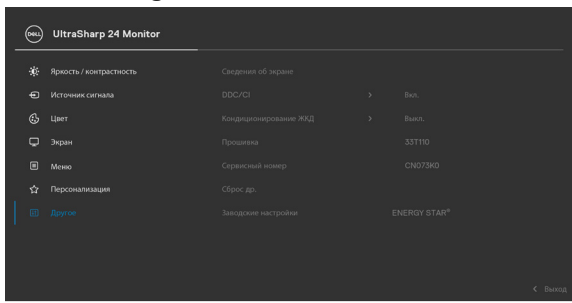 DELL UltraSharp 24 Monitor
Яркость / контрастность Сведения об экране
Источник сигнала DDC/CI > Вкл.
Цвет Кондиционирование ЖКД > Выкл.
Экран Прошивка 33T110
Меню Сервисный номер CN073K0
Персонализация Сброс др.
Другое Заводские настройки ENERGY STAR®
< Выход